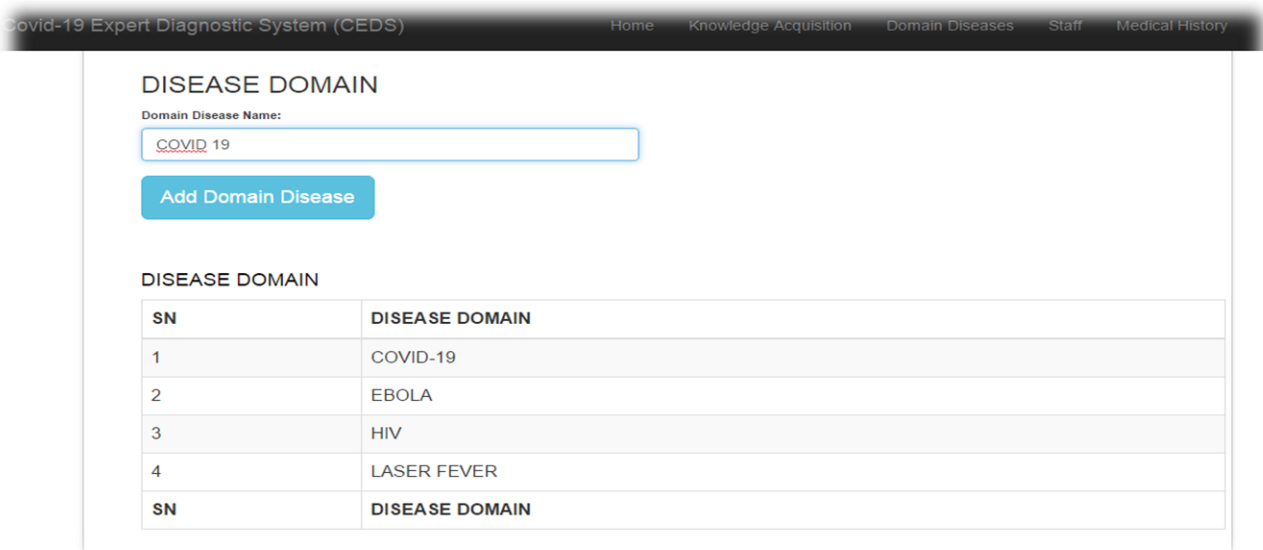 Covid-19 Expert Diagnostic System (CEDS) Home Knowledge Acquisition Domain Diseases Staff Medical History
DISEASE DOMAIN
Domain Disease Name:
COVID 19
Add Domain Disease
DISEASE DOMAIN
SN DISEASE DOMAIN
1 COVID-19
2 EBOLA
3 HIV
4 LASER FEVER
SN DISEASE DOMAIN